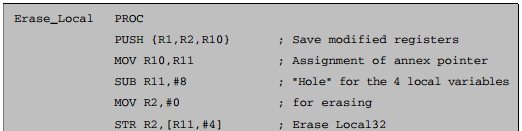 Erase_Local PROC
PUSH {R1,R2,R10} ; Save modified registers
MOV R10,R11 ; Assignment of annex pointer
SUB R11,#8 ; "Hole" for the 4 local variables
MOV R2,#0 ; for erasing
STR R2,[R11,#4] ; Erase Local32